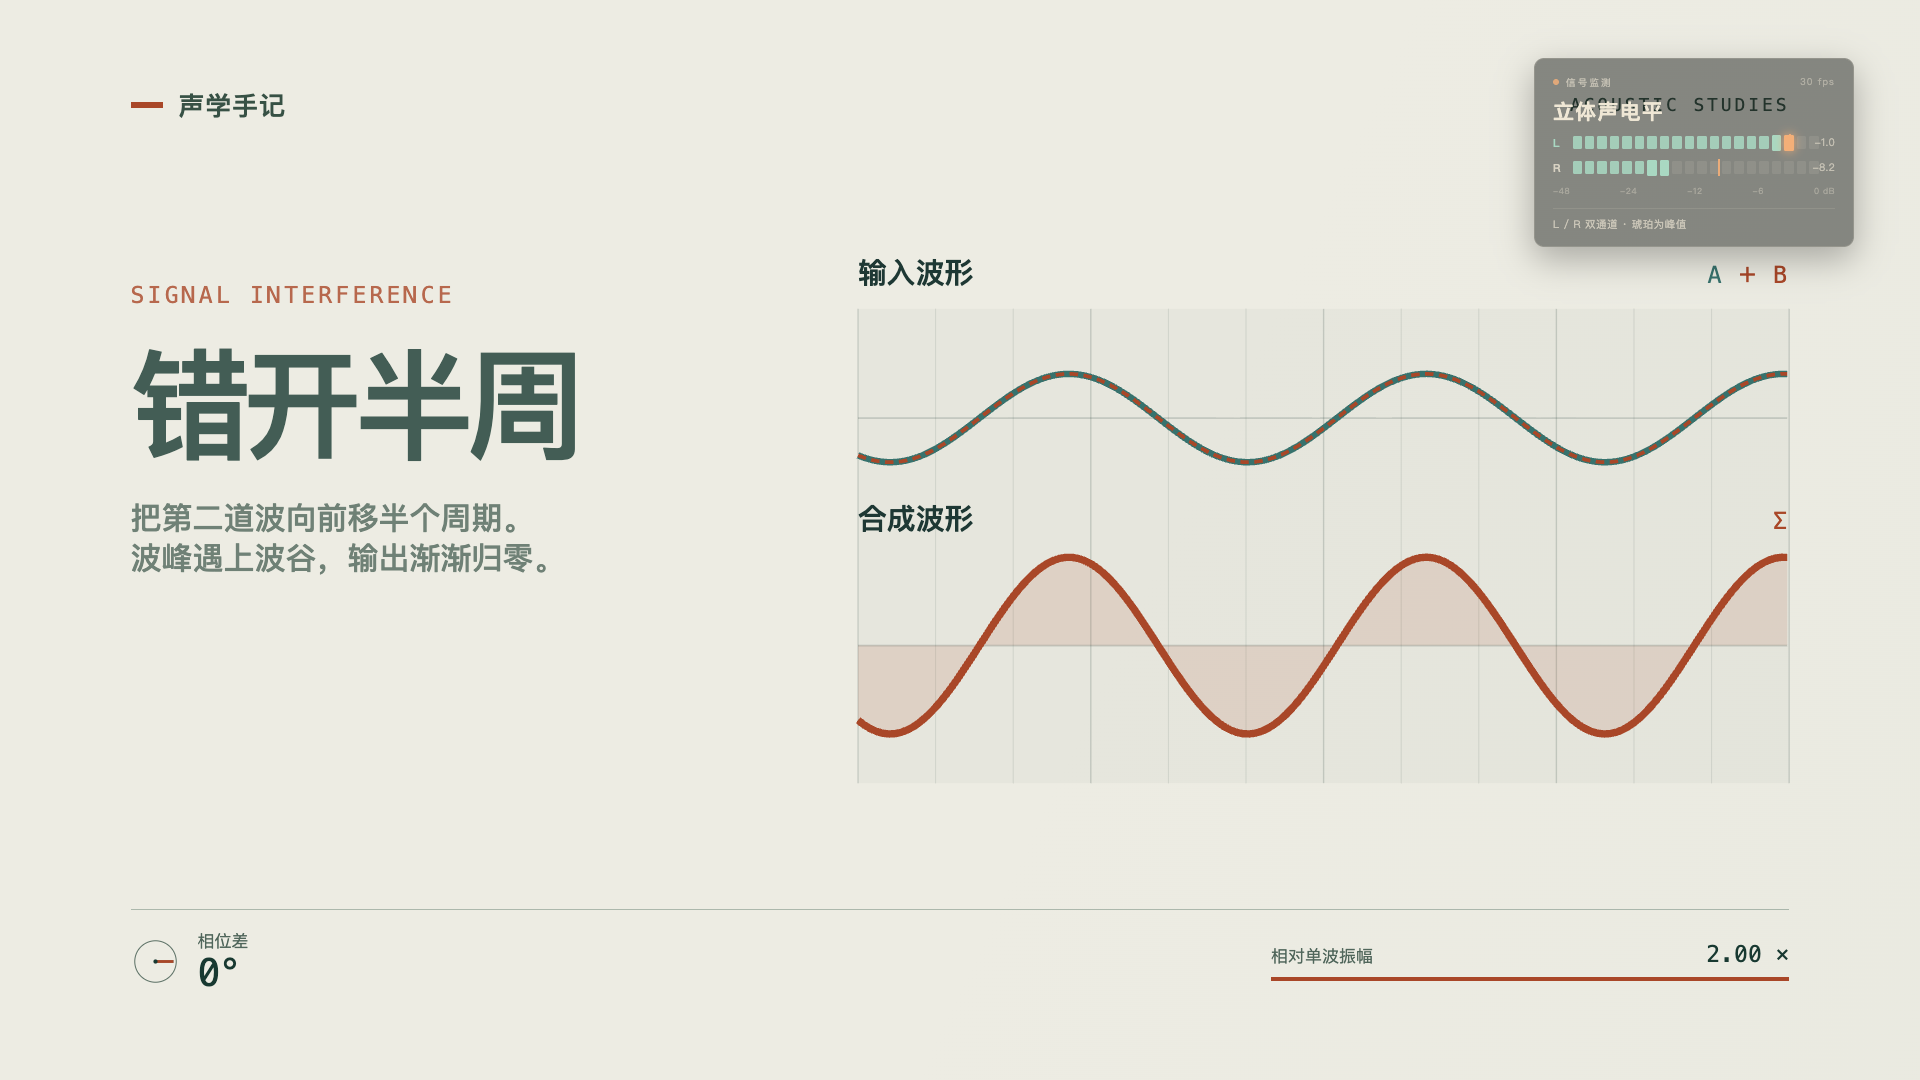 声学手记
信号监测
30 fps
ACOUSTIC STUDIES
立体声电平
L
−1.0
R
−8.2
−48 −24 −12 −6 0 dB
L / R 双通道 · 琥珀为峰值
SIGNAL INTERFERENCE
错开半周
把第二道波向前移半个周期。
波峰遇上波谷，输出渐渐归零。
输入波形
A + B
合成波形
Σ
相位差
0°
相对单波振幅
2.00 ×